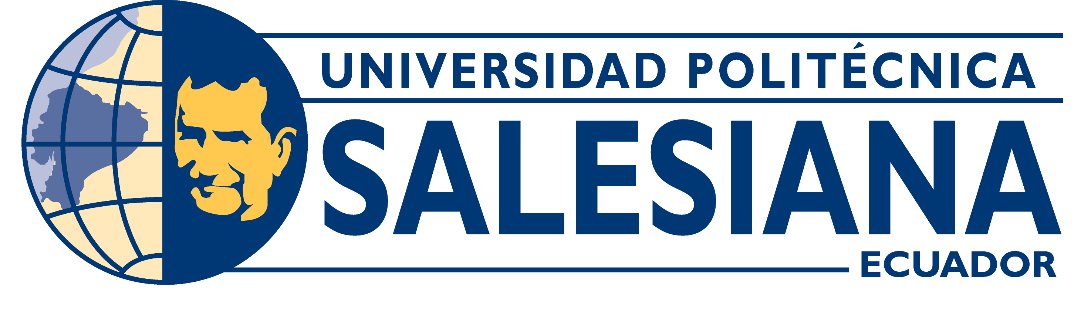 UNIVERSIDAD POLITÉCNICA
SALESIANA
ECUADOR